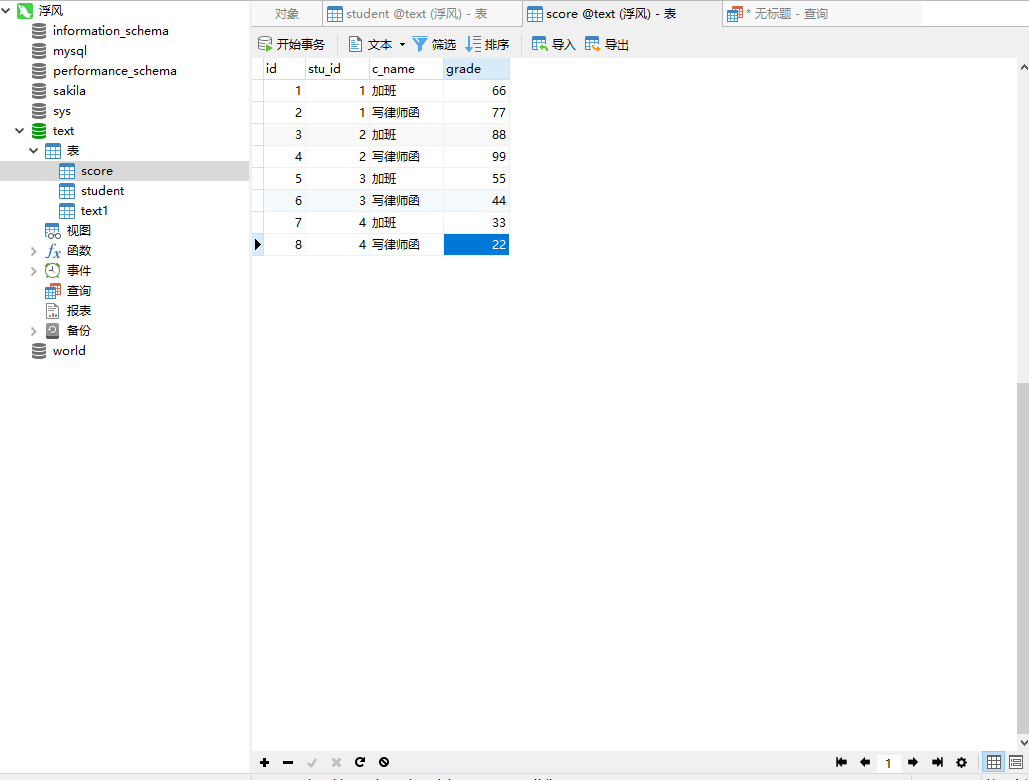 浮风
information_schema
mysql
performance_schema
sakila
sys
text
表
score
student
text1
视图
函数
事件
查询
报表
备份
world
对象 student @text (浮风) - 表 score @text (浮风) - 表 * 无标题 - 查询
开始事务 文本 筛选 排序 导入 导出
id stu_id c_name grade
1 1 加班 66
2 1 写律师函 77
3 2 加班 88
4 2 写律师函 99
5 3 加班 55
6 3 写律师函 44
7 4 加班 33
8 4 写律师函 22
1